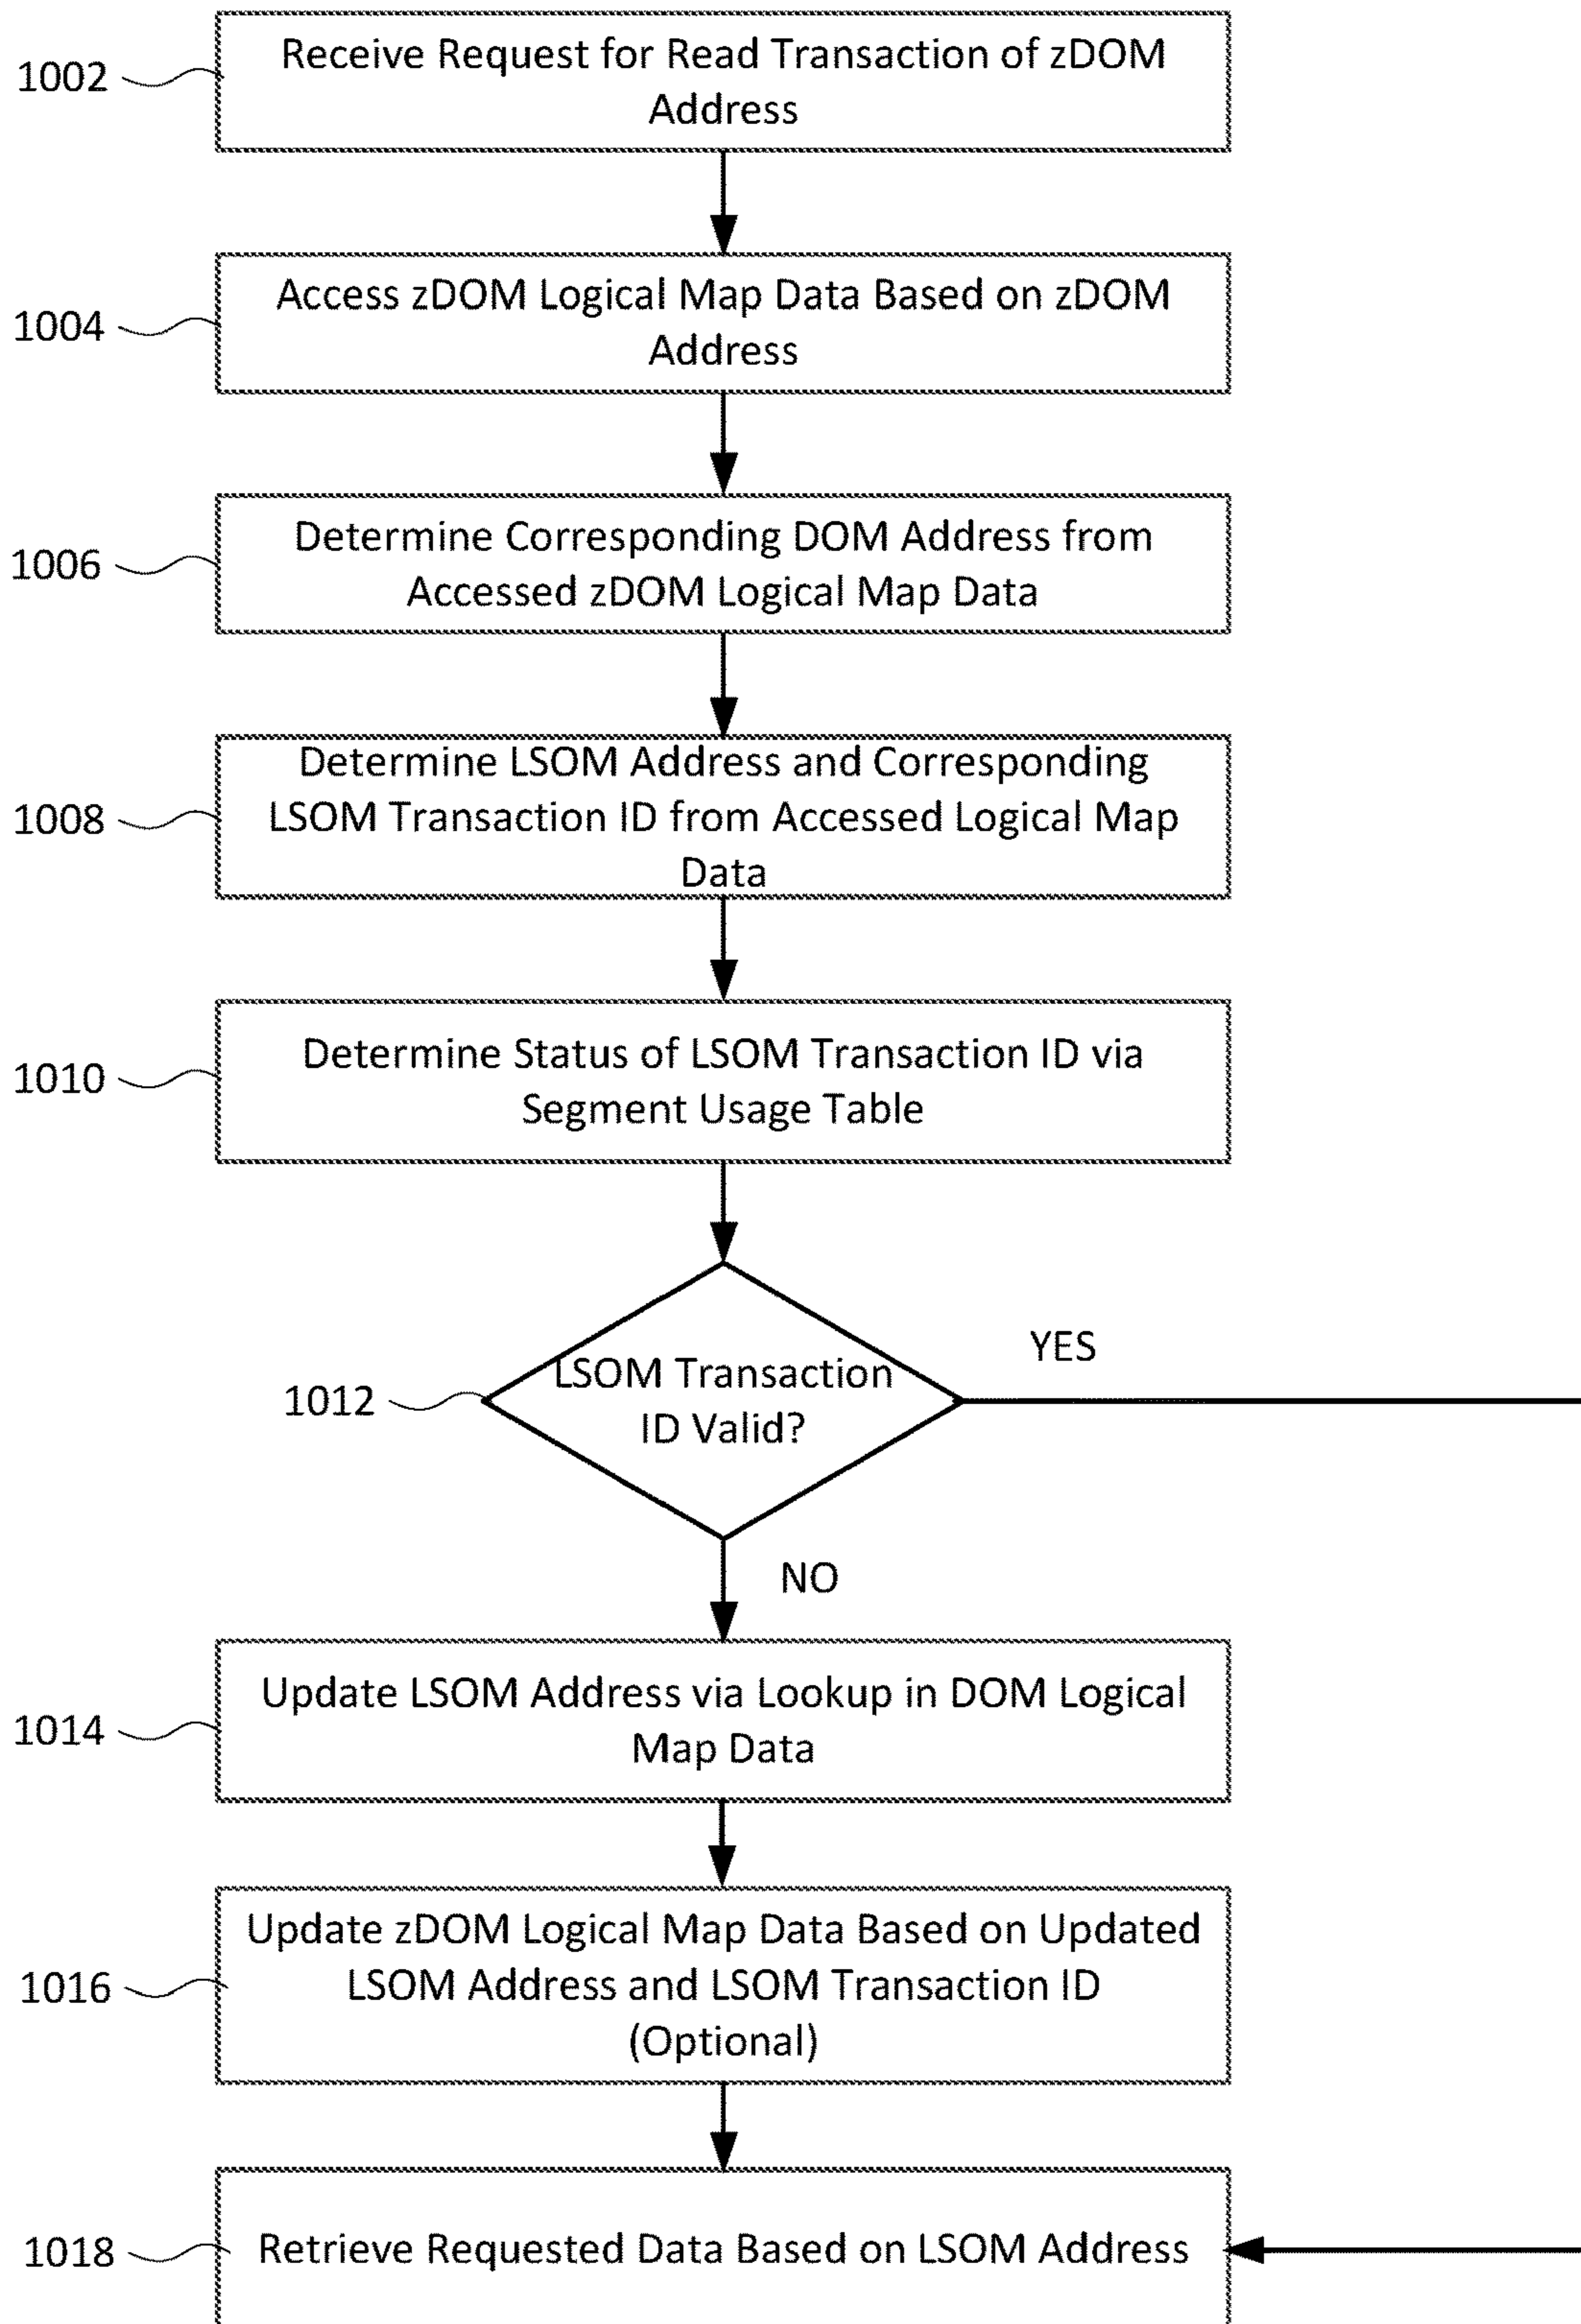 1002
Receive Request for Read Transaction of zDOM
Address
1004
Access zDOM Logical Map Data Based on zDOM
Address
1006
Determine Corresponding DOM Address from
Accessed zDOM Logical Map Data
1008
Determine LSOM Address and Corresponding
LSOM Transaction ID from Accessed Logical Map
Data
1010
Determine Status of LSOM Transaction ID via
Segment Usage Table
1012
LSOM Transaction
ID Valid?
YES
NO
1014
Update LSOM Address via Lookup in DOM Logical
Map Data
1016
Update zDOM Logical Map Data Based on Updated
LSOM Address and LSOM Transaction ID
(Optional)
1018
Retrieve Requested Data Based on LSOM Address